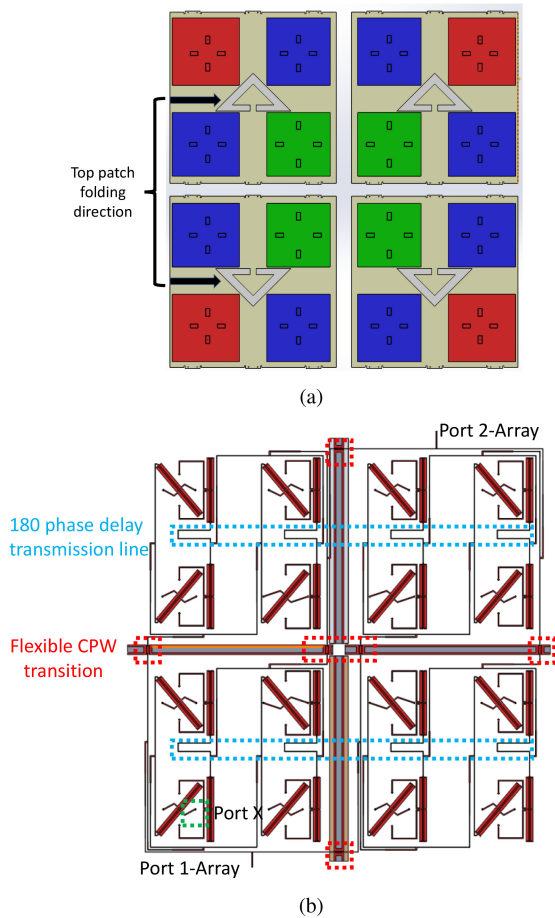 Top patch
folding
direction
(a)
Port 2-Array
180 phase delay
transmission line
Flexible CPW
transition
Port X
Port 1-Array
(b)